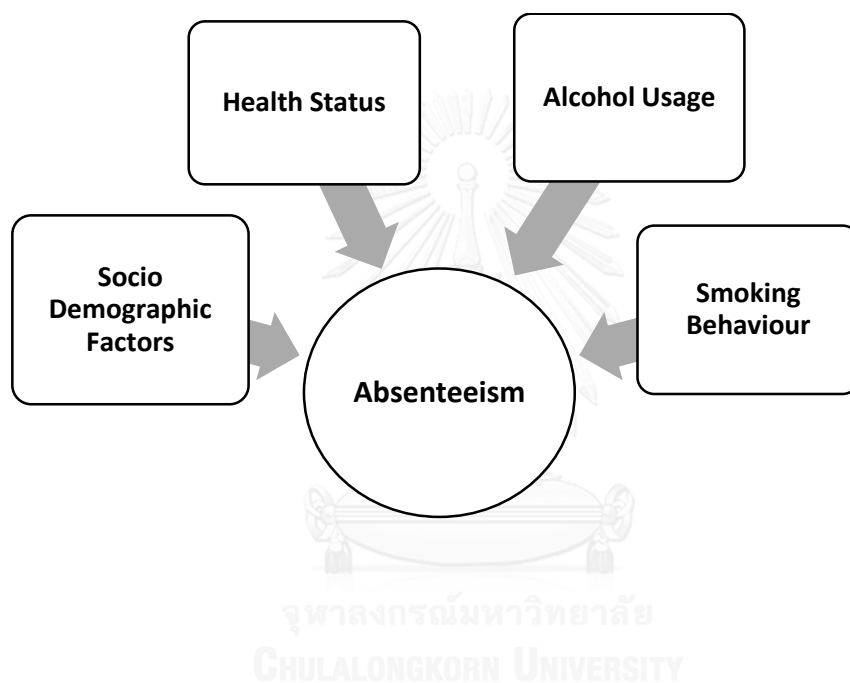 Health Status
Alcohol Usage
Socio
Demographic
Factors
Smoking
Behaviour
Absenteeism
จุฬาลงกรณ์มหาวิทยาลัย
CHULALONGKORN UNIVERSITY